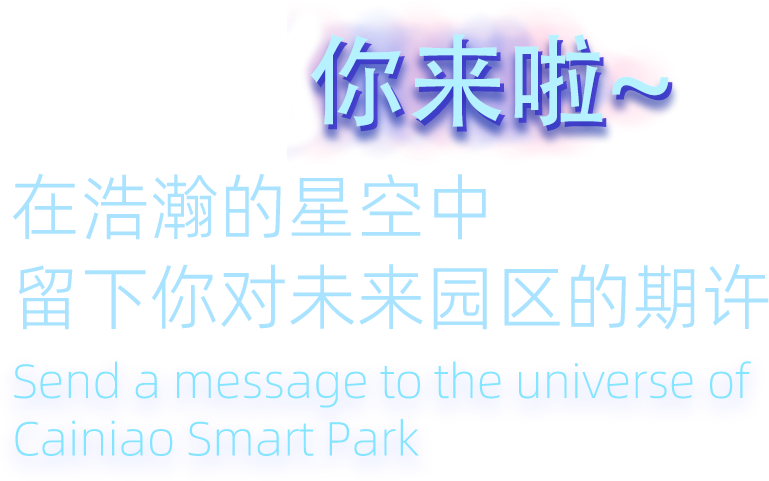 你来啦~
在浩瀚的星空中
留下你对未来园区的期许
Send a message to the universe of
Cainiao Smart Park